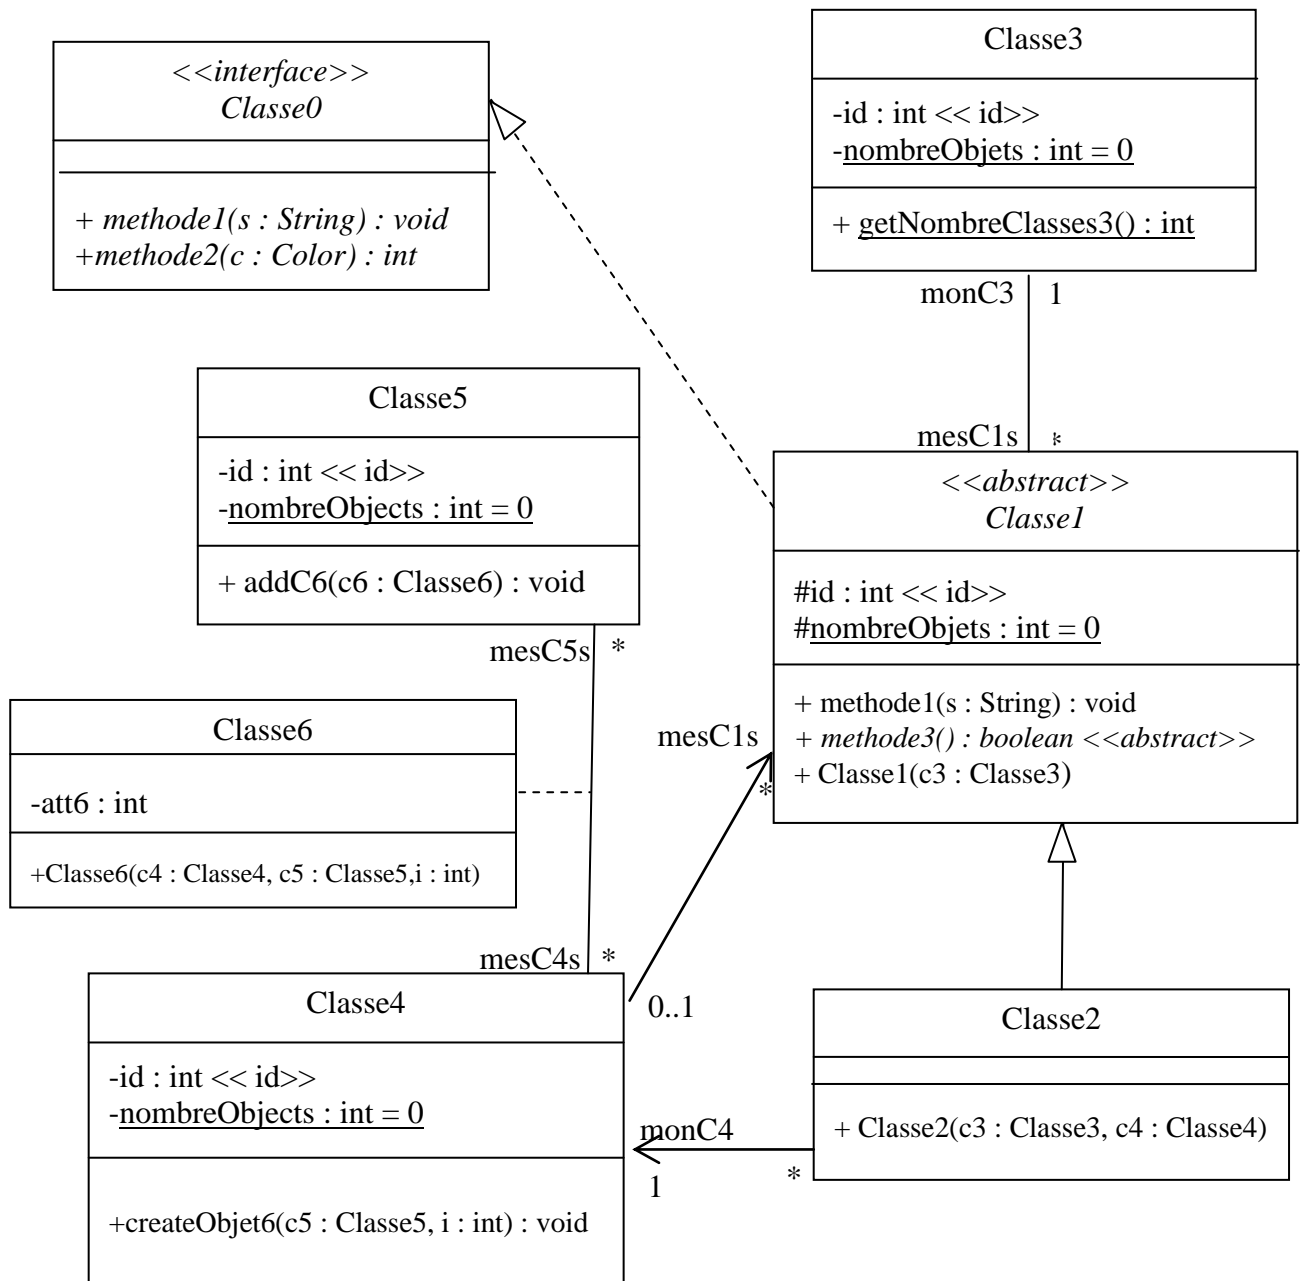 <<interface>>
Classe0
+ methode1(s : String) : void
+methode2(c : Color) : int
Classe3
-id : int << id>>
-nombreObjets : int = 0
+ getNombreClasses3() : int
monC3 1
mesC1s *
Classe5
-id : int << id>>
-nombreObjects : int = 0
+ addC6(c6 : Classe6) : void
mesC5s *
<<abstract>>
Classe1
#id : int << id>>
#nombreObjets : int = 0
+ methode1(s : String) : void
+ methode3() : boolean <<abstract>>
+ Classe1(c3 : Classe3)
mesC1s
*
Classe6
-att6 : int
+Classe6(c4 : Classe4, c5 : Classe5,i : int)
mesC4s *
Classe4
-id : int << id>>
-nombreObjects : int = 0
+createObjet6(c5 : Classe5, i : int) : void
0..1
monC4
1
*
Classe2
+ Classe2(c3 : Classe3, c4 : Classe4)